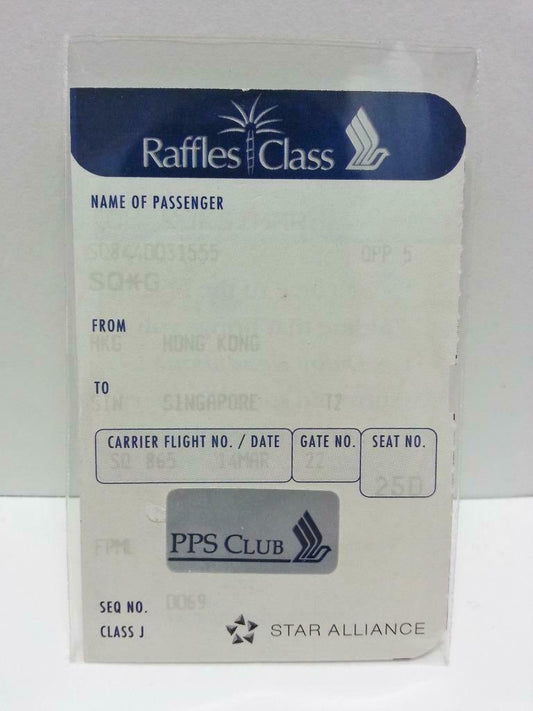 Raffles Class
NAME OF PASSENGER
SQ8440031555 OPP 5
SQ*G
FROM
HKG HONG KONG
TO
SIN SINGAPORE T2
CARRIER FLIGHT NO. / DATE GATE NO. SEAT NO.
SQ 865 14MAR 22
25D
PPS CLUB
FPML
SEQ NO. 0069
CLASS J
STAR ALLIANCE